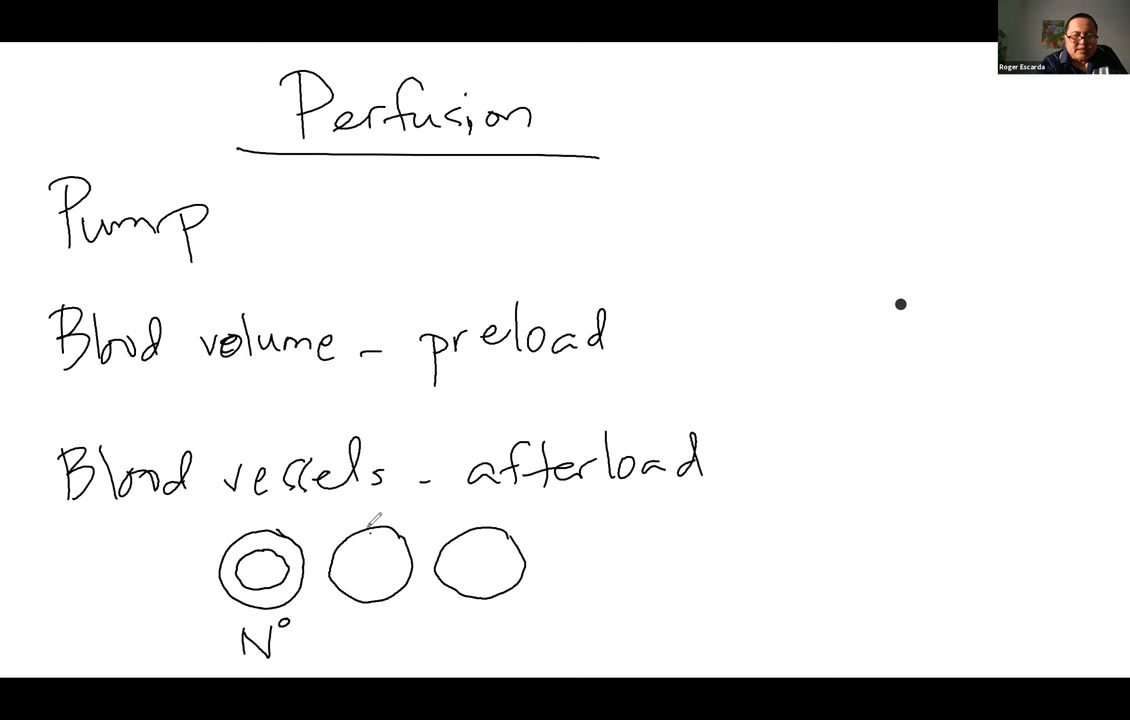 Roger Escarda
Perfusion
Pump
Blood volume - preload
Blood vessels - afterload
N°